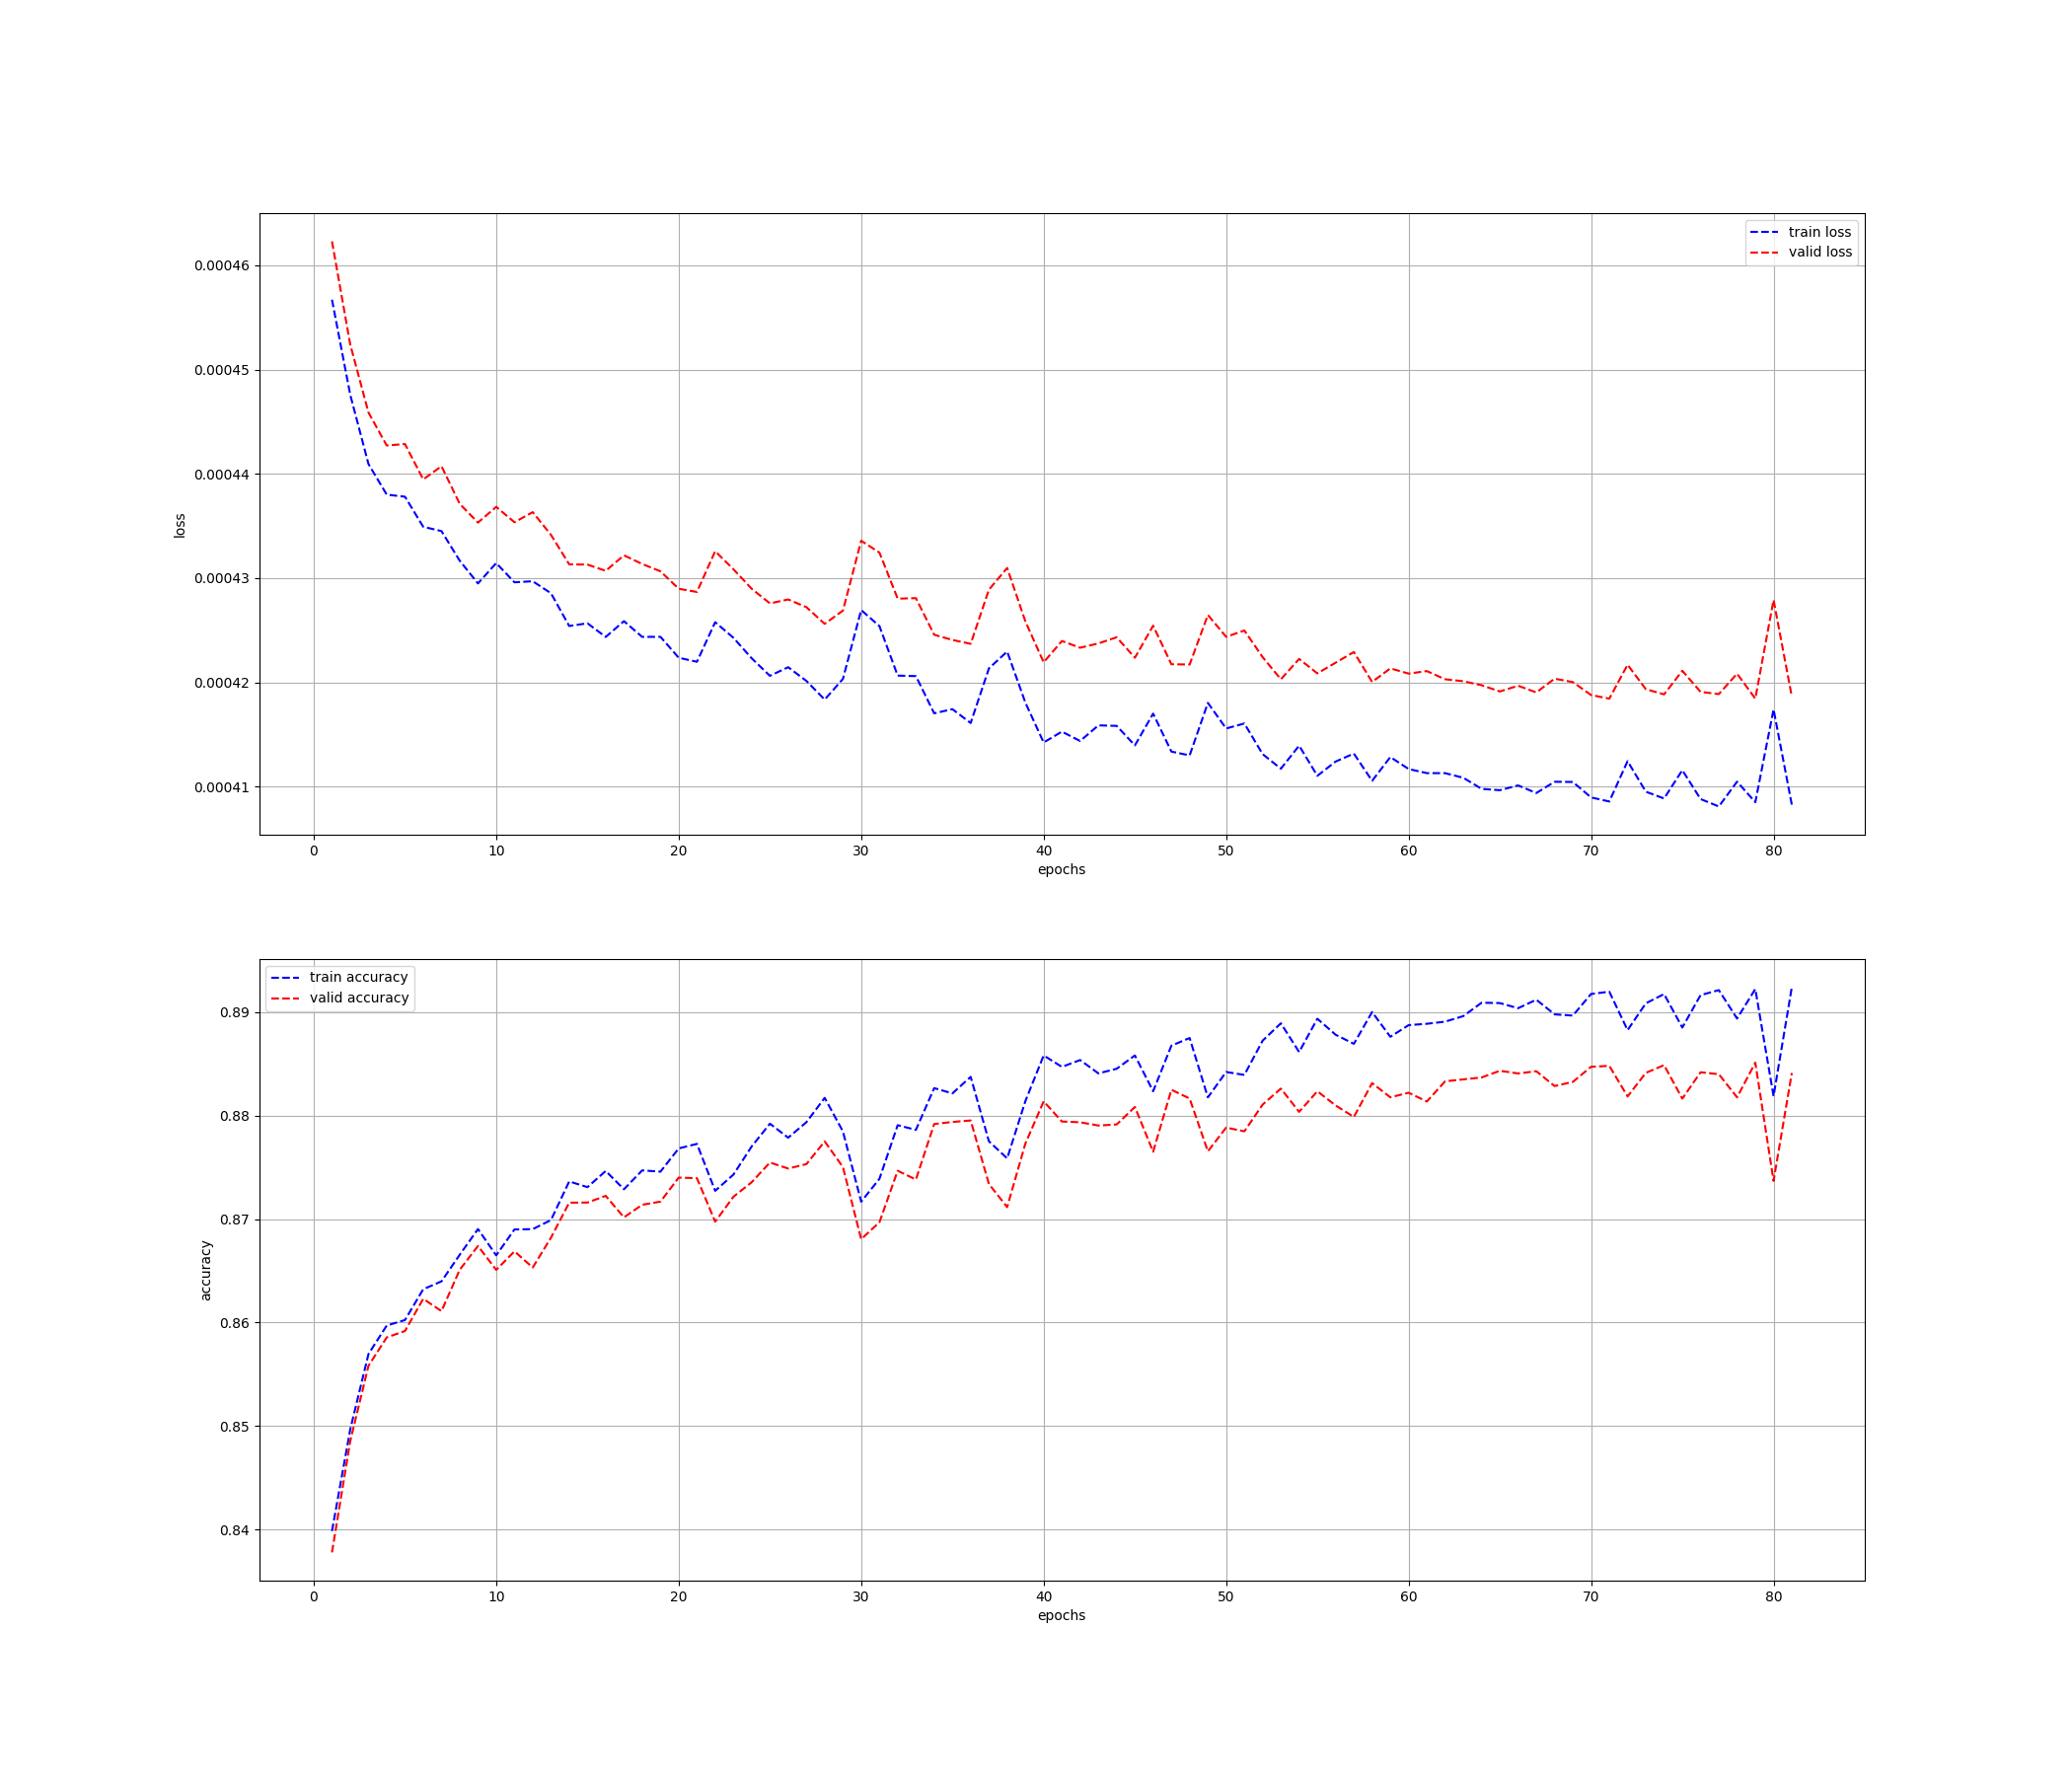 train loss
valid loss
0.00046
0.00045
0.00044
0.00043
0.00042
0.00041
loss
0 10 20 30 40 50 60 70 80
epochs
train accuracy
valid accuracy
0.89
0.88
0.87
0.86
0.85
0.84
accuracy
0 10 20 30 40 50 60 70 80
epochs